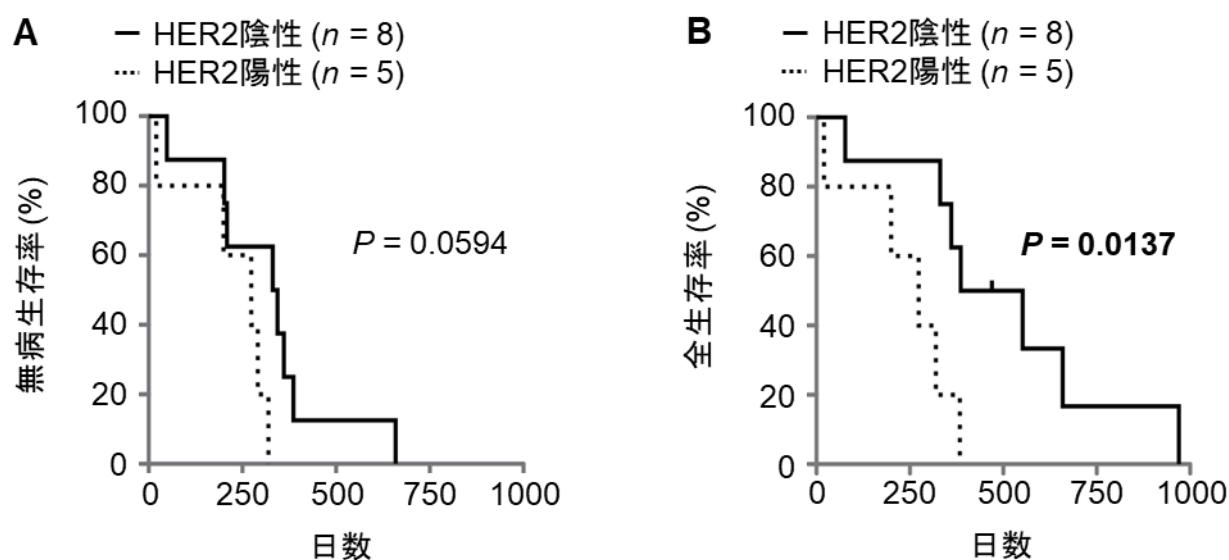 A
HER2陰性 (n = 8)
HER2陽性 (n = 5)
無病生存率 (%)
100
80
60
40
20
0
P = 0.0594
0 250 500 750 1000
日数
B
HER2陰性 (n = 8)
HER2陽性 (n = 5)
全生存率 (%)
100
80
60
40
20
0
P = 0.0137
0 250 500 750 1000
日数